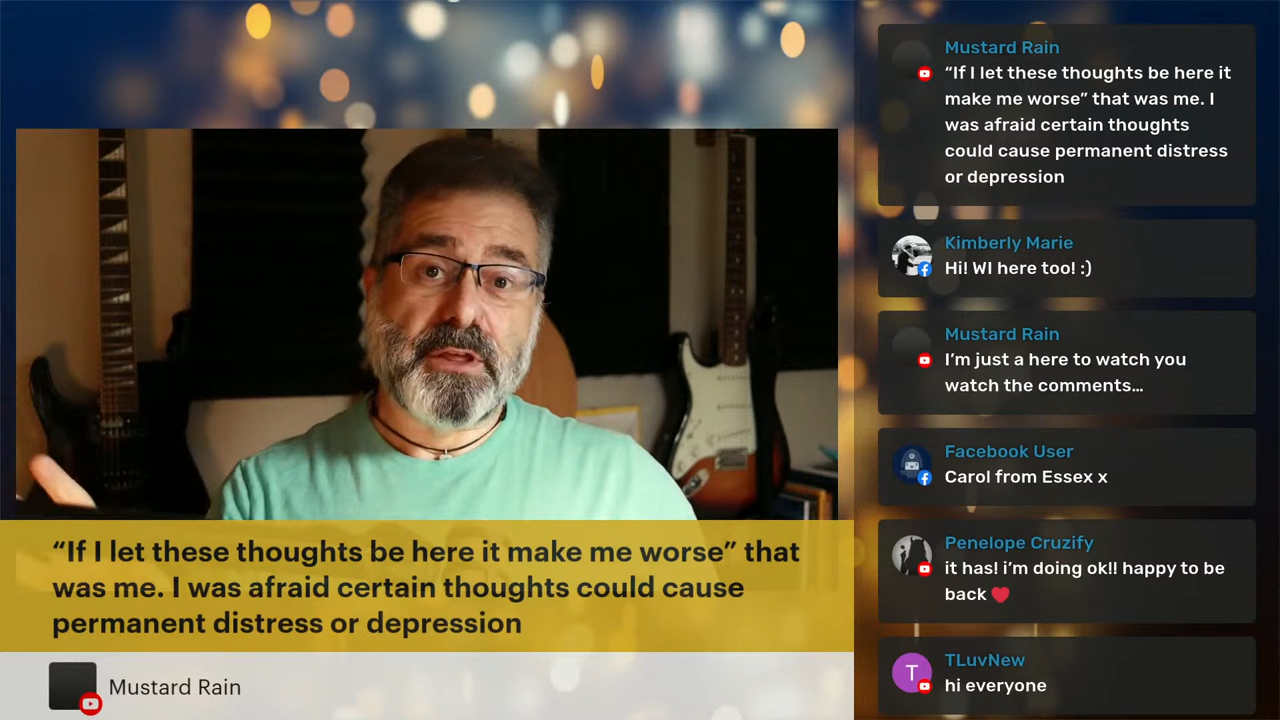 “If I let these thoughts be here it make me worse” that
was me. I was afraid certain thoughts could cause
permanent distress or depression
Mustard Rain
Mustard Rain
“If I let these thoughts be here it
make me worse” that was me. I
was afraid certain thoughts
could cause permanent distress
or depression
Kimberly Marie
Hi! WI here too! :)
Mustard Rain
I’m just a here to watch you
watch the comments...
Facebook User
Carol from Essex x
Penelope Cruzify
it has! i’m doing ok!! happy to be
back ❤️
T
TLuvNew
hi everyone